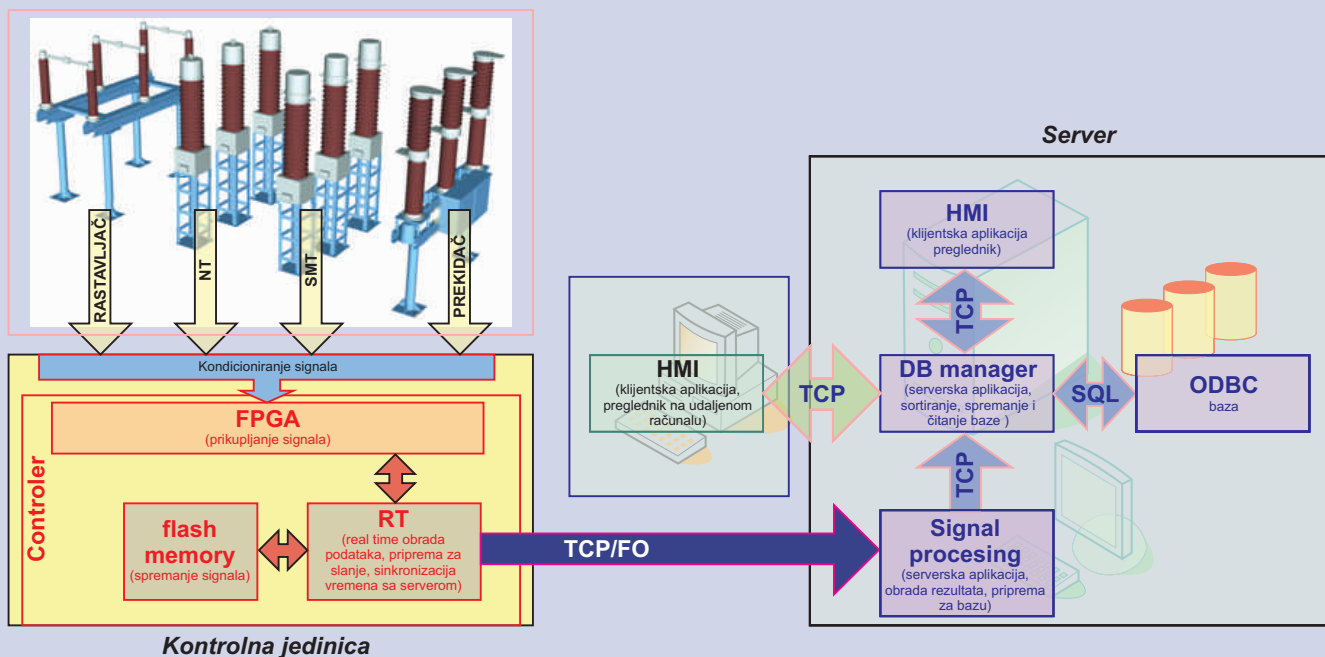 RASTAVLJAČ
NT
SMT
PREKIDAČ
Kondicioniranje signala
FPGA
(prikupljanje signala)
Controler
flash
memory
(spremanje signala)
RT
(real time obrada
podataka, priprema za
slanje, sinkronizacija
vremena sa serverom)
Kontrolna jedinica
TCP/FO
HMI
(klijentska aplikacija,
preglednik na udaljenom
računalu)
TCP
Server
HMI
(klijentska aplikacija
preglednik)
TCP
DB manager
(serverska aplikacija,
sortiranje, spremanje i
čitanje baze )
SQL
ODBC
baza
TCP
Signal
procesing
(serverska aplikacija,
obrada rezultata, priprema
za bazu)